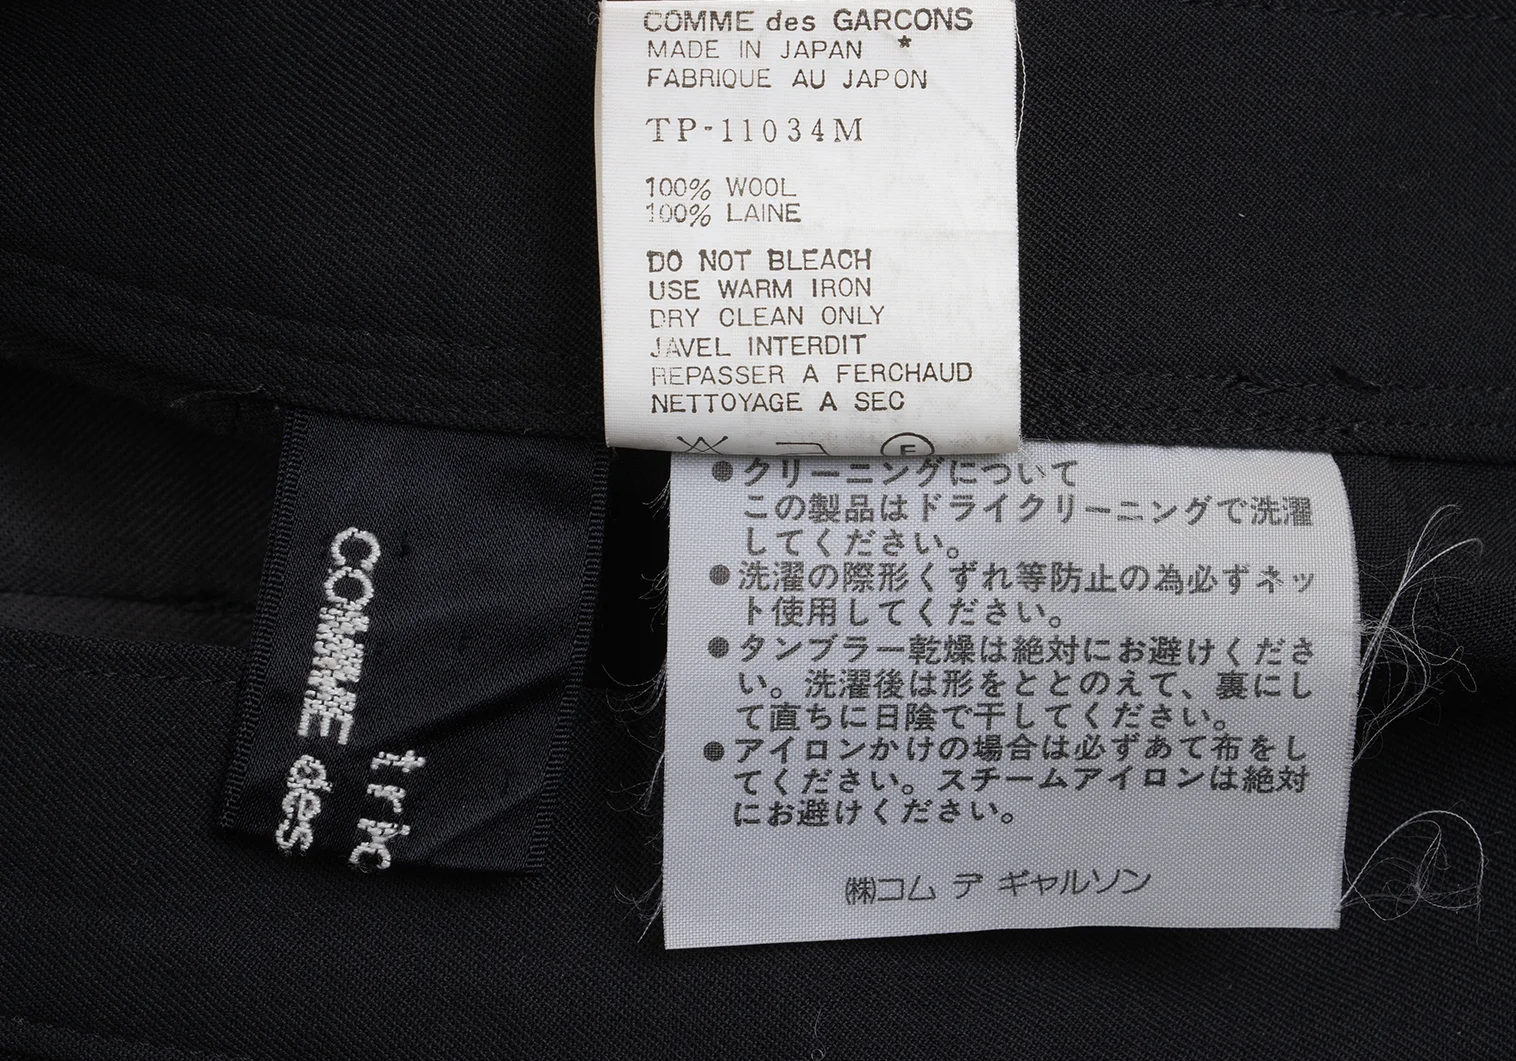 COMME des GARCONS
MADE IN JAPAN ★
FABRIQUE AU JAPON
TP-11034M
100% WOOL
100% LAINE
DO NOT BLEACH
USE WARM IRON
DRY CLEAN ONLY
JAVEL INTERDIT
REPASSER A FERCHAUD
NETTOYAGE A SEC
F
●クリーニングについて
この製品はドライクリーニングで洗濯
してください。
●洗濯の際形くずれ等防止の為必ずネッ
ト使用してください。
●タンブラー乾燥は絶対にお避けくださ
い。洗濯後は形をととのえて、裏にし
て直ちに日陰で干してください。
●アイロンかけの場合は必ずあて布をし
てください。スチームアイロンは絶対
にお避けください。
㈱コム デ ギャルソン
tric
COMME des